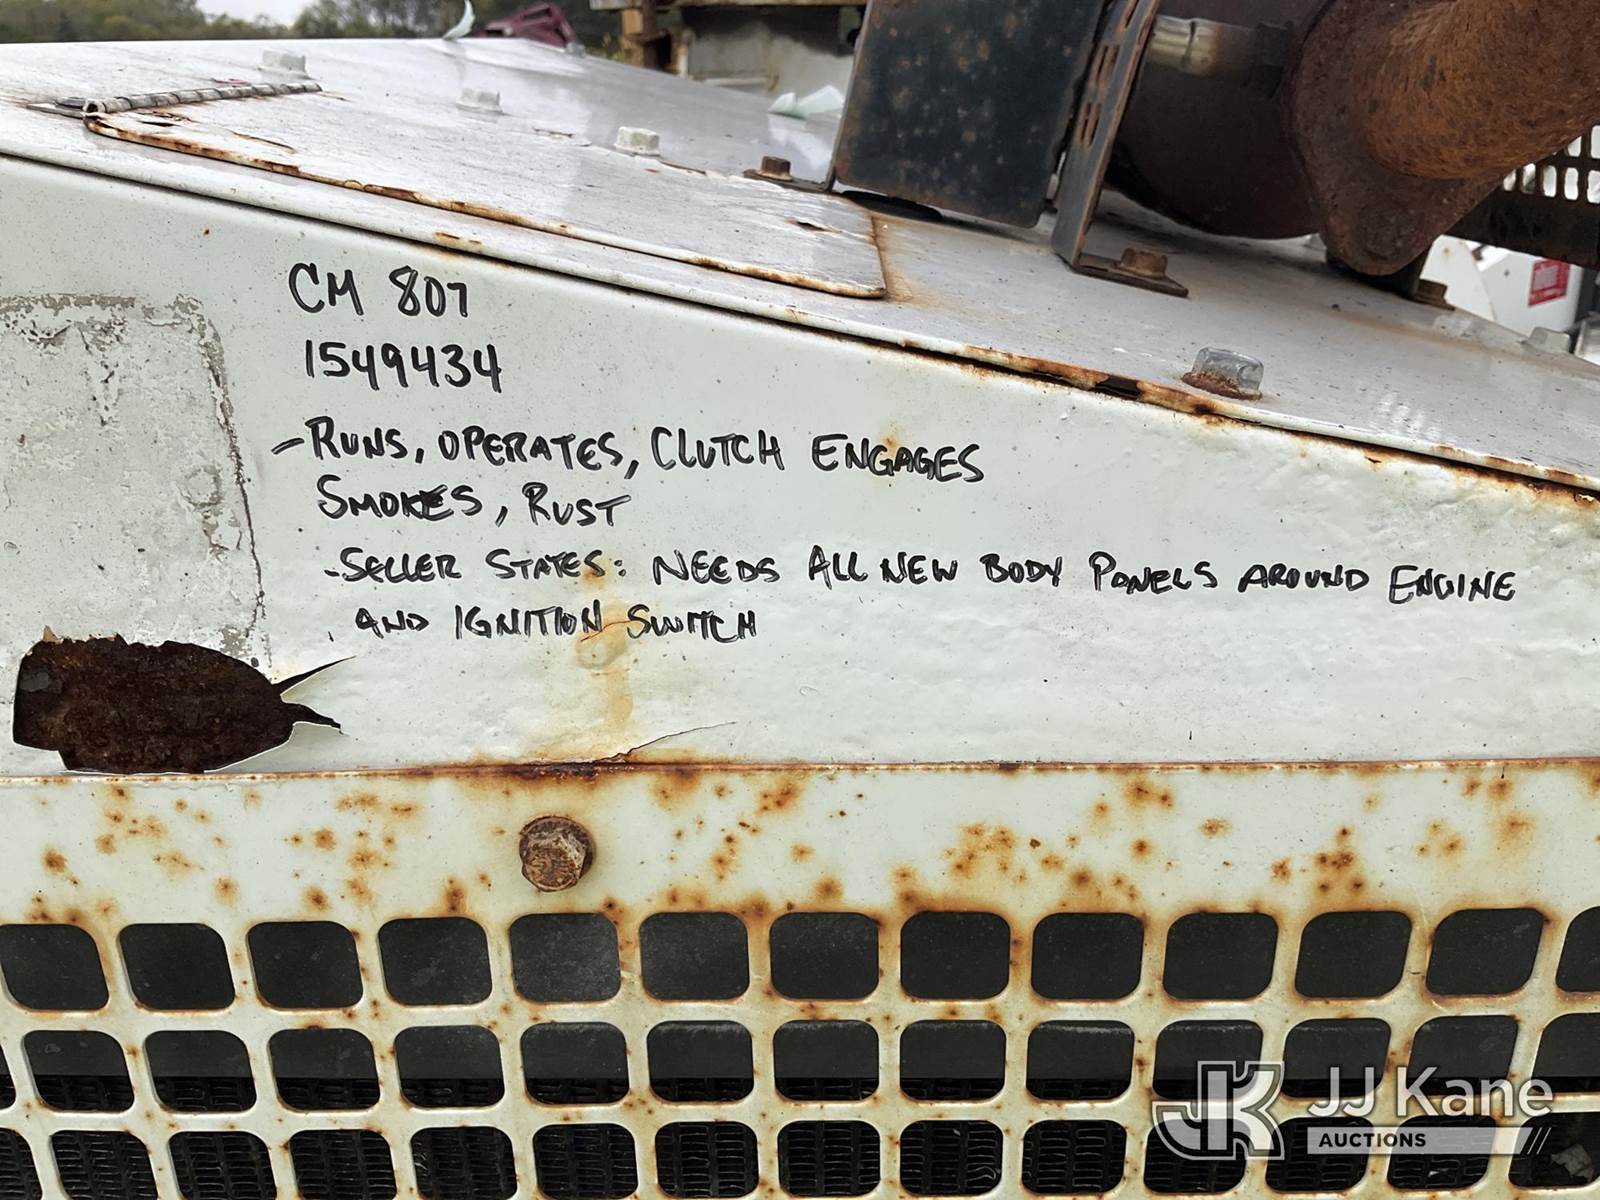 CM 807
1549434
- RUNS, OPERATES, CLUTCH ENGAGES
SMOKES, RUST
- SELLER STATES: NEEDS ALL NEW BODY PANELS AROUND ENGINE
AND IGNITION SWITCH
JK JJ Kane
AUCTIONS